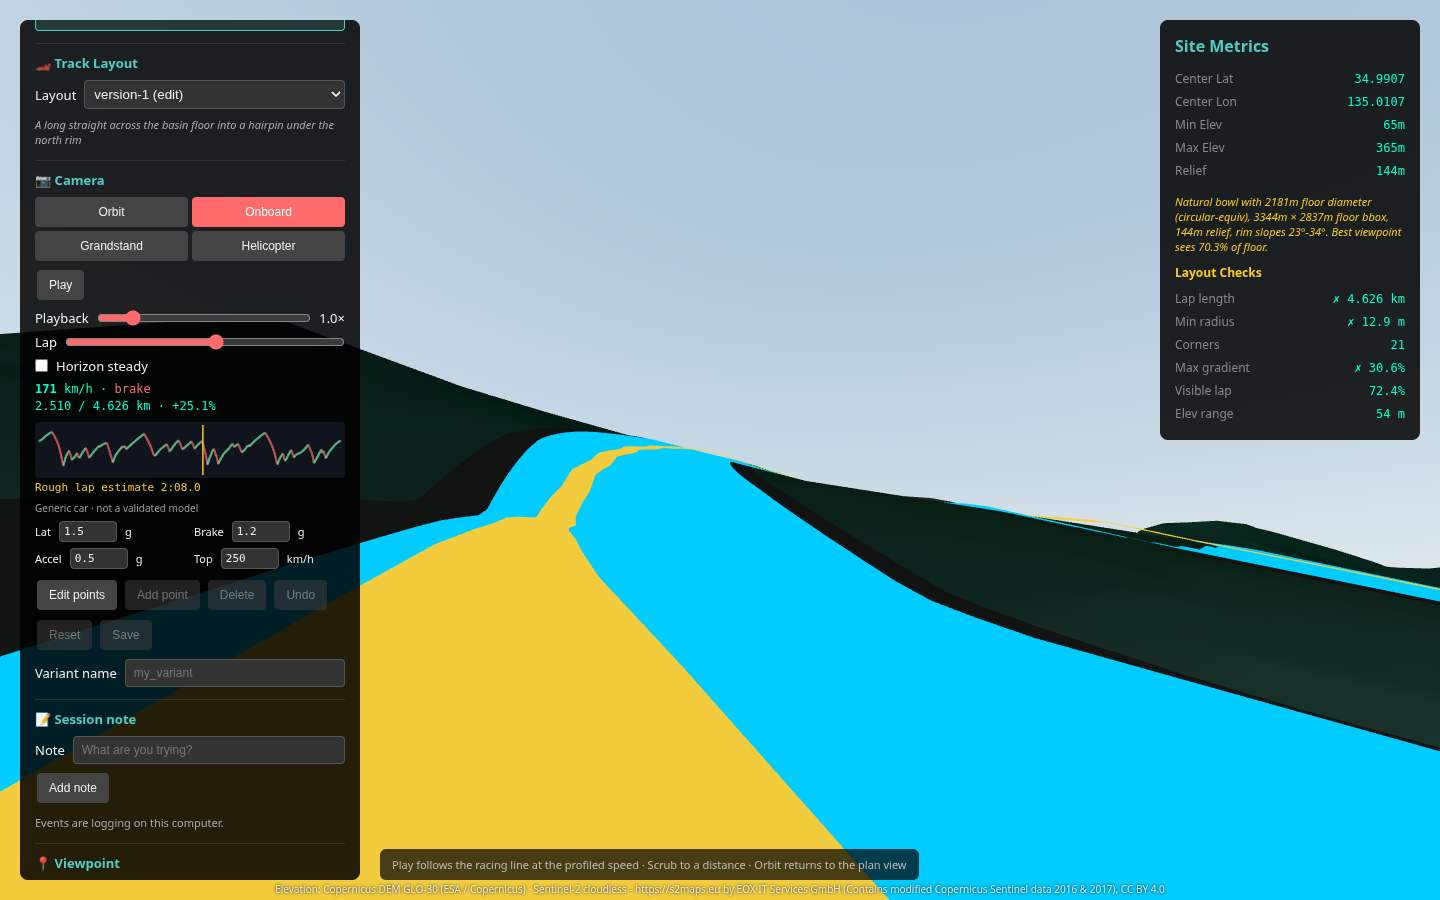 Track Layout
Layout version-1 (edit)
A long straight across the basin floor into a hairpin under the
north rim
Camera
Orbit Onboard
Grandstand Helicopter
Play
Playback 1.0×
Lap
Horizon steady
171 km/h · brake
2.510 / 4.626 km · +25.1%
Rough lap estimate 2:08.0
Generic car · not a validated model
Lat 1.5 g Brake 1.2 g
Accel 0.5 g Top 250 km/h
Edit points Add point Delete Undo
Reset Save
Variant name my_variant
Session note
Note What are you trying?
Add note
Events are logging on this computer.
Viewpoint
Site Metrics
Center Lat 34.9907
Center Lon 135.0107
Min Elev 65m
Max Elev 365m
Relief 144m
Natural bowl with 2181m floor diameter
(circular-equiv), 3344m × 2837m floor bbox,
144m relief, rim slopes 23°-34°. Best viewpoint
sees 70.3% of floor.
Layout Checks
Lap length ✗ 4.626 km
Min radius ✗ 12.9 m
Corners 21
Max gradient ✗ 30.6%
Visible lap 72.4%
Elev range 54 m
Play follows the racing line at the profiled speed · Scrub to a distance · Orbit returns to the plan view
Elevation: Copernicus DEM GLO-30 (ESA / Copernicus) · Sentinel-2 cloudless - https://s2maps.eu by EOX IT Services GmbH (Contains modified Copernicus Sentinel data 2016 & 2017), CC BY 4.0